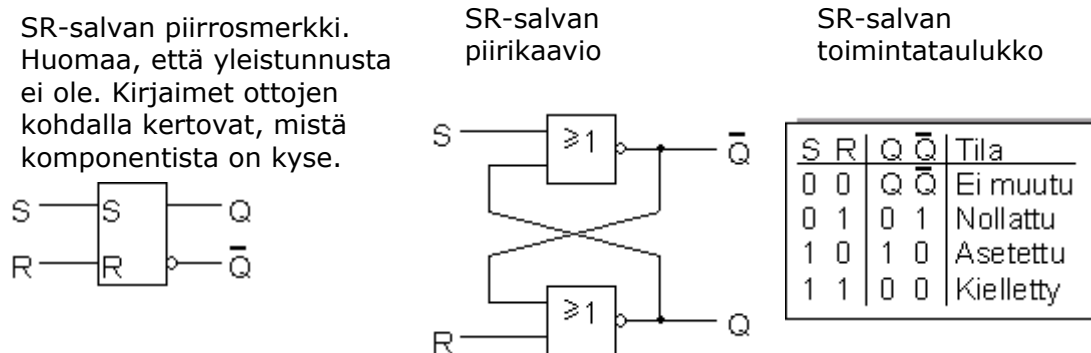 SR-salvan piirrosmerkki.
Huomaa, että yleistunnusta
ei ole. Kirjaimet ottojen
kohdalla kertovat, mistä
komponentista on kyse.
S S Q
R R Q̅
SR-salvan
piirikaavio
S ≥1 Q̅
R ≥1 Q
SR-salvan
toimintataulukko
S R Q Q̅ Tila
0 0 Q Q̅ Ei muutu
0 1 0 1 Nollattu
1 0 1 0 Asetettu
1 1 0 0 Kielletty